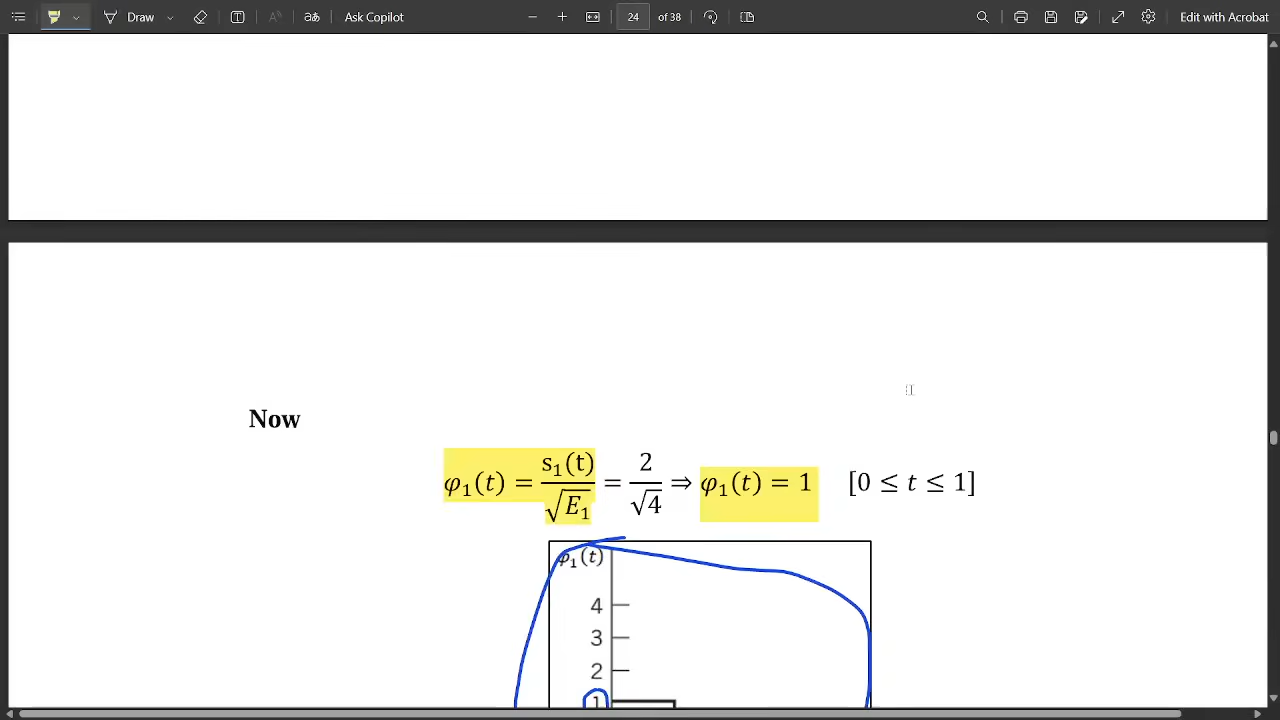 Draw Ask Copilot 24 of 38 Edit with Acrobat
Now
φ₁(t) = s₁(t)/√E₁ = 2/√4 ⇒ φ₁(t) = 1 [0 ≤ t ≤ 1]
φ₁(t)
4
3
2
1